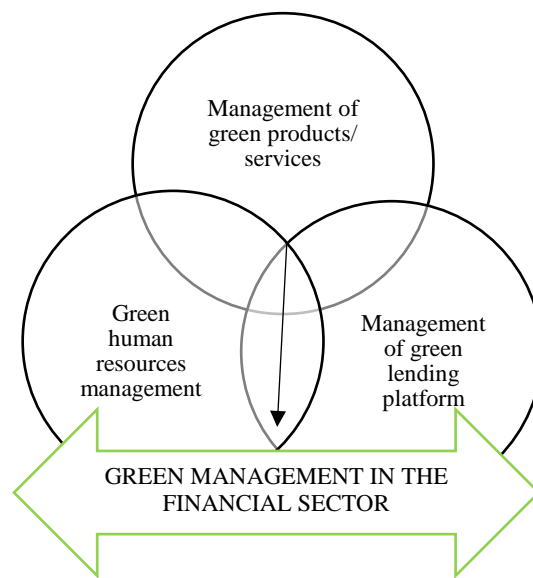 Management of
green products/
services
Green
human
resources
management
Management
of green
lending
platform
GREEN MANAGEMENT IN THE
FINANCIAL SECTOR